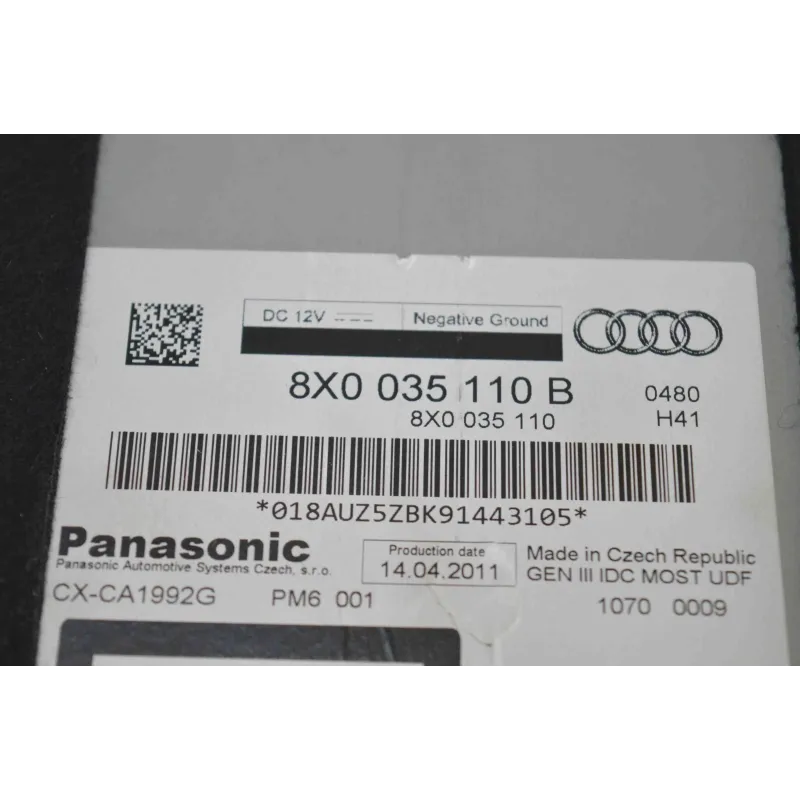 DC 12V Negative Ground
8X0 035 110 B 0480
8X0 035 110 H41
*018AUZ5ZBK91443105*
Panasonic Production date Made in Czech Republic
Panasonic Automotive Systems Czech, s.r.o. 14.04.2011 GEN III IDC MOST UDF
CX-CA1992G PM6 001 1070 0009